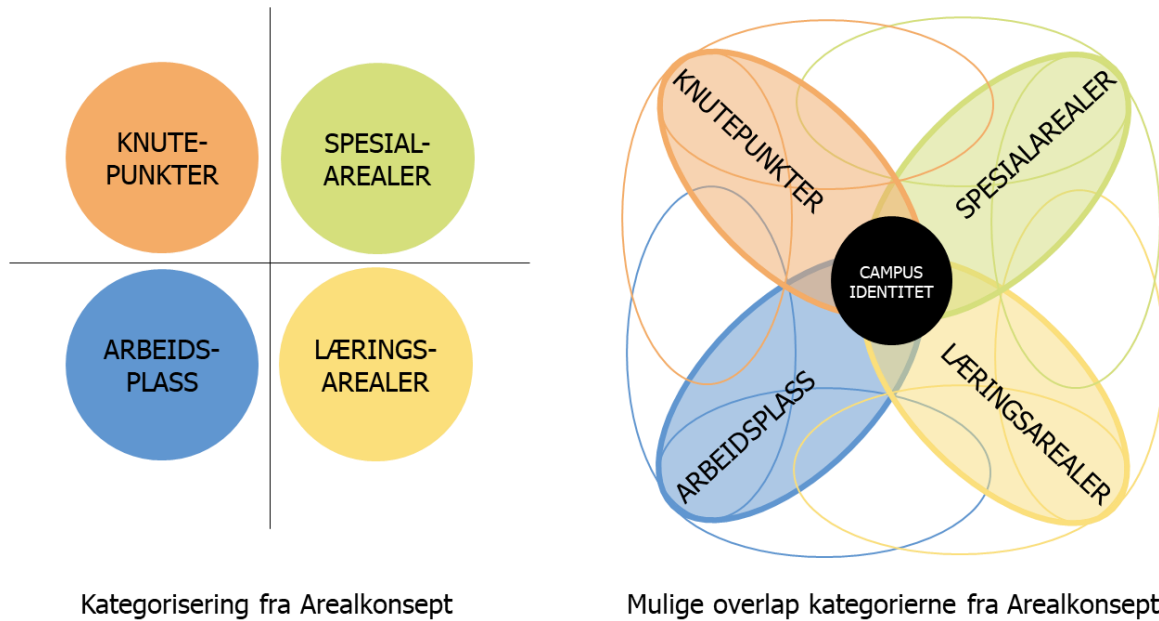 KNUTE-
PUNKTER
SPESIAL-
AREALER
ARBEIDS-
PLASS
LÆRINGS-
AREALER
Kategorisering fra Arealkonsept
KNUTEPUNKTER
SPESIALAREALER
CAMPUS
IDENTITET
ARBEIDSPLASS
LÆRINGSAREALER
Mulige overlap kategorierne fra Arealkonsept